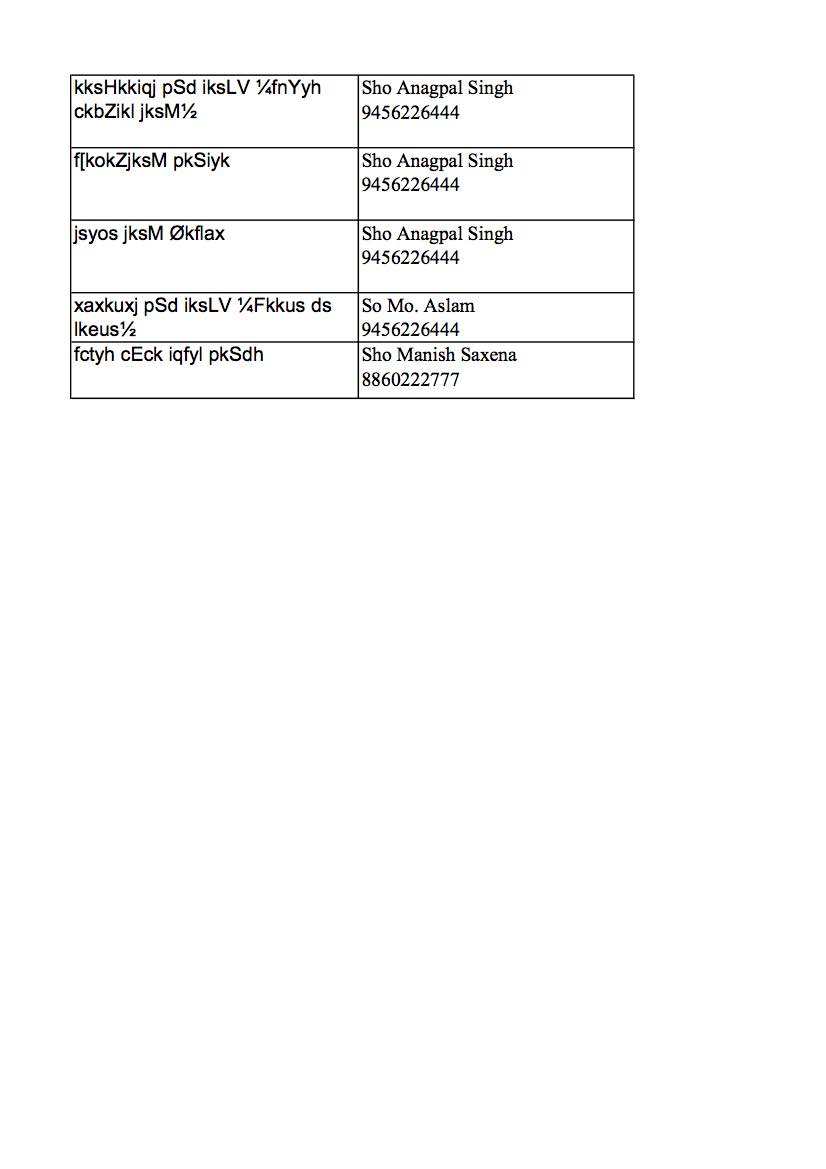 kksHkkiqj pSd iksLV ¼fnYyh
ckbZikl jksM½
Sho Anagpal Singh
9456226444
f[kokZjksM pkSiyk
Sho Anagpal Singh
9456226444
jsyos jksM Økflax
Sho Anagpal Singh
9456226444
xaxkuxj pSd iksLV ¼Fkkus ds
lkeus½
So Mo. Aslam
9456226444
fctyh cEck iqfyl pkSdh
Sho Manish Saxena
8860222777